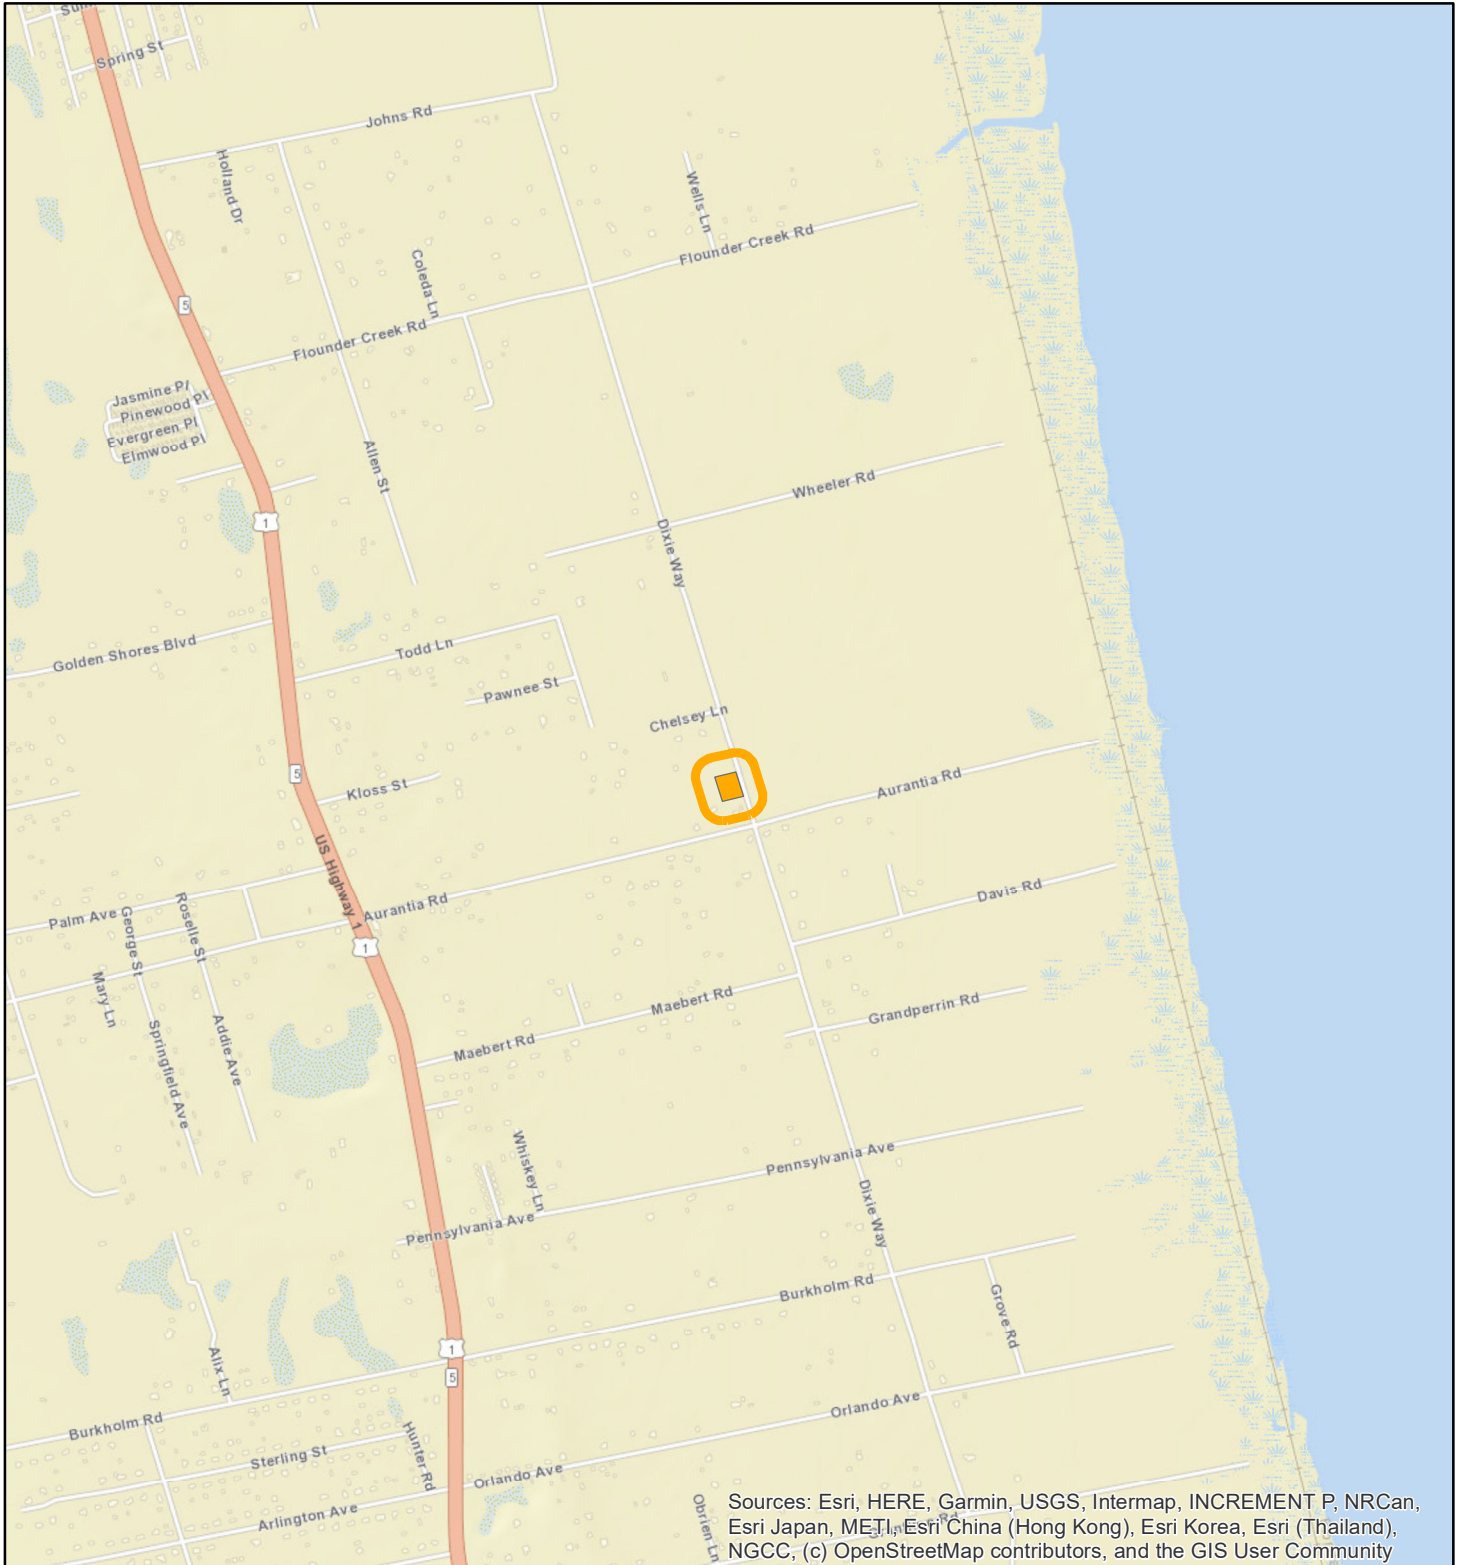 Spring St
Johns Rd
Holland Dr
Wells Ln
Flounder Creek Rd
Coleda Ln
5
Flounder Creek Rd
Jasmine Pl
Pinewood Pl
Evergreen Pl
Elmwood Pl
Allen St
Wheeler Rd
1
Dixie Way
Golden Shores Blvd
Todd Ln
Pawnee St
Chelsey Ln
5
Kloss St
Aurantia Rd
US Highway 1
Palm Ave
George St
Roselle St
Aurantia Rd
1
Davis Rd
Mary Ln
Springfield Ave
Addie Ave
Maebert Rd
Maebert Rd
Grandperrin Rd
Whiskey Ln
Pennsylvania Ave
Pennsylvania Ave
Dixie Way
Burkholm Rd
Grove Rd
1
5
Alix Ln
Burkholm Rd
Hunter Rd
Sterling St
Orlando Ave
Orlando Ave
Arlington Ave
Obrien Ln
Sources: Esri, HERE, Garmin, USGS, Intermap, INCREMENT P, NRCan,
Esri Japan, METI, Esri China (Hong Kong), Esri Korea, Esri (Thailand),
NGCC, (c) OpenStreetMap contributors, and the GIS User Community